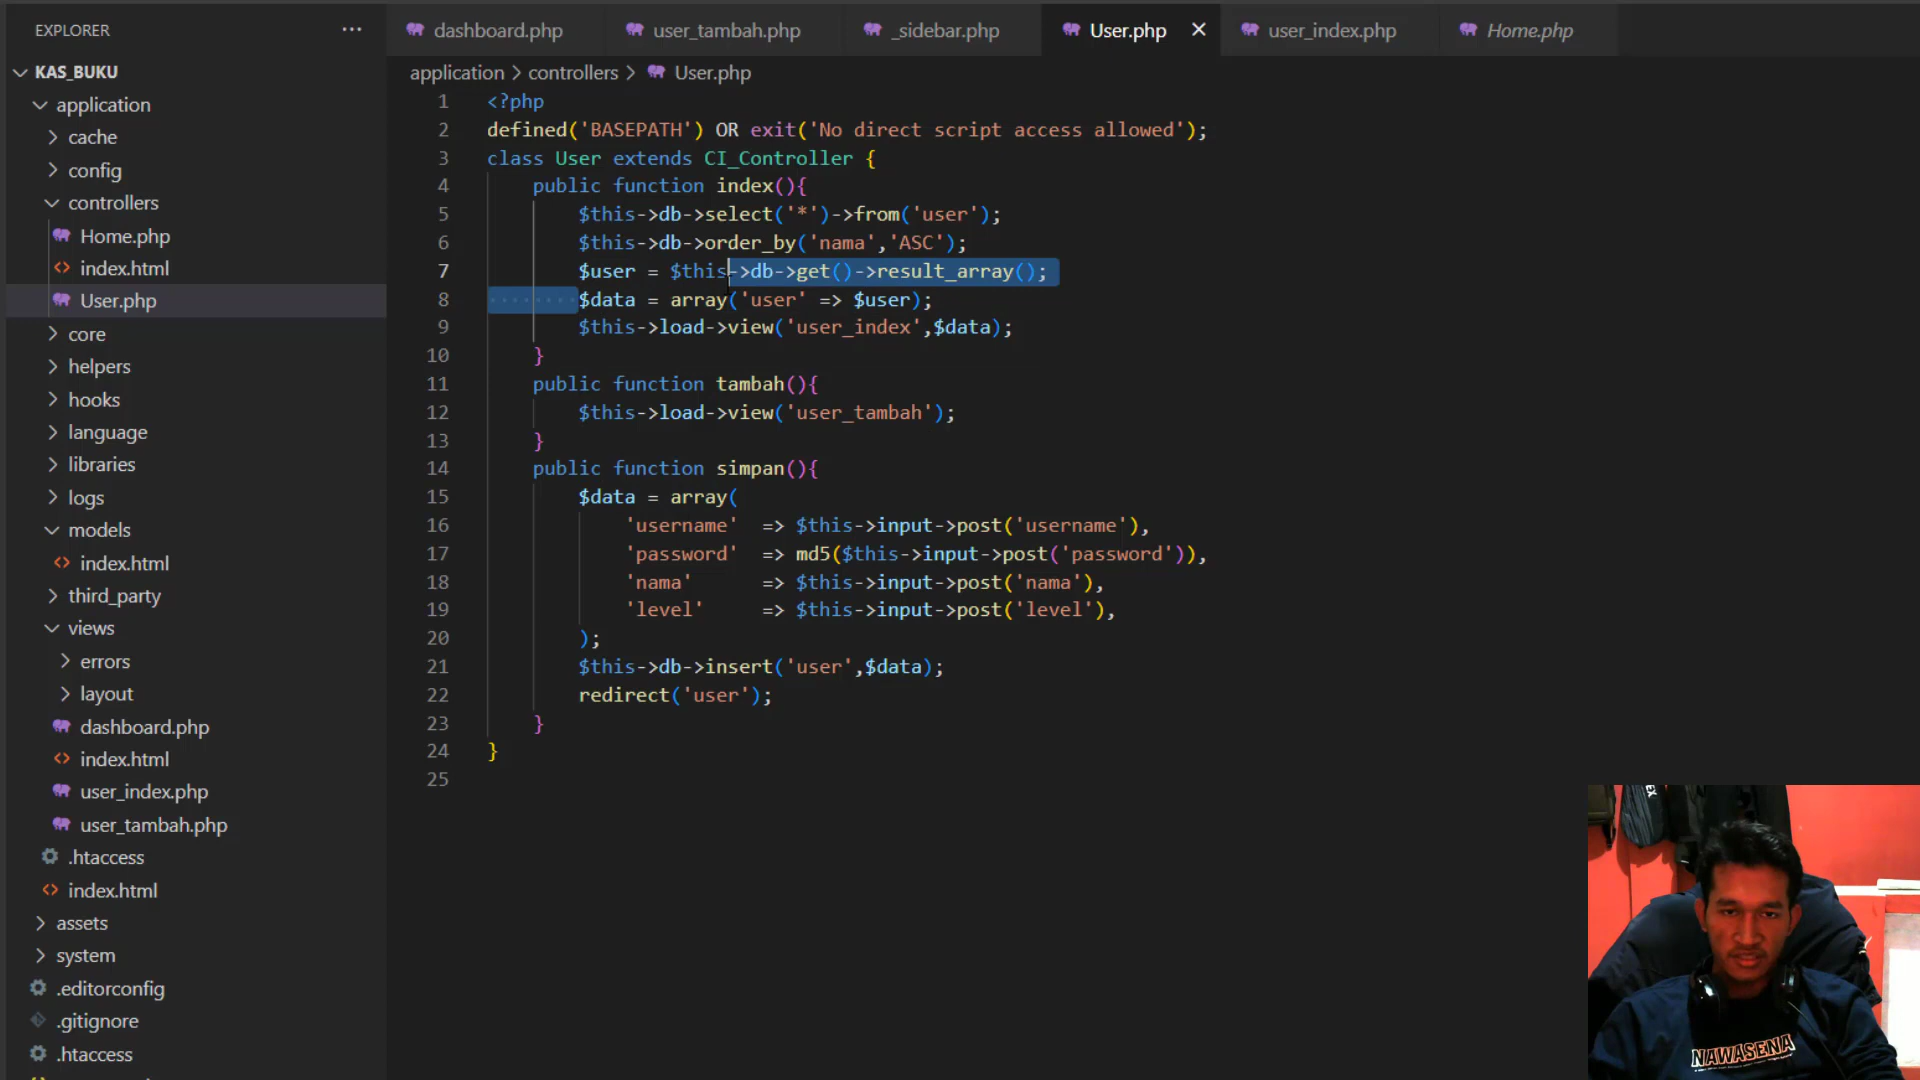 EXPLORER
KAS_BUKU
application
cache
config
controllers
Home.php
index.html
User.php
core
helpers
hooks
language
libraries
logs
models
index.html
third_party
views
errors
layout
dashboard.php
index.html
user_index.php
user_tambah.php
.htaccess
index.html
assets
system
.editorconfig
.gitignore
.htaccess
dashboard.php
user_tambah.php
_sidebar.php
User.php
user_index.php
Home.php
application > controllers > User.php
1 <?php
2 defined('BASEPATH') OR exit('No direct script access allowed');
3 class User extends CI_Controller {
4 public function index(){
5 $this->db->select('*')->from('user');
6 $this->db->order_by('nama','ASC');
7 $user = $this->db->get()->result_array();
8 $data = array('user' => $user);
9 $this->load->view('user_index',$data);
10 }
11 public function tambah(){
12 $this->load->view('user_tambah');
13 }
14 public function simpan(){
15 $data = array(
16 'username' => $this->input->post('username'),
17 'password' => md5($this->input->post('password')),
18 'nama' => $this->input->post('nama'),
19 'level' => $this->input->post('level'),
20 );
21 $this->db->insert('user',$data);
22 redirect('user');
23 }
24 }
25
NAWASENA